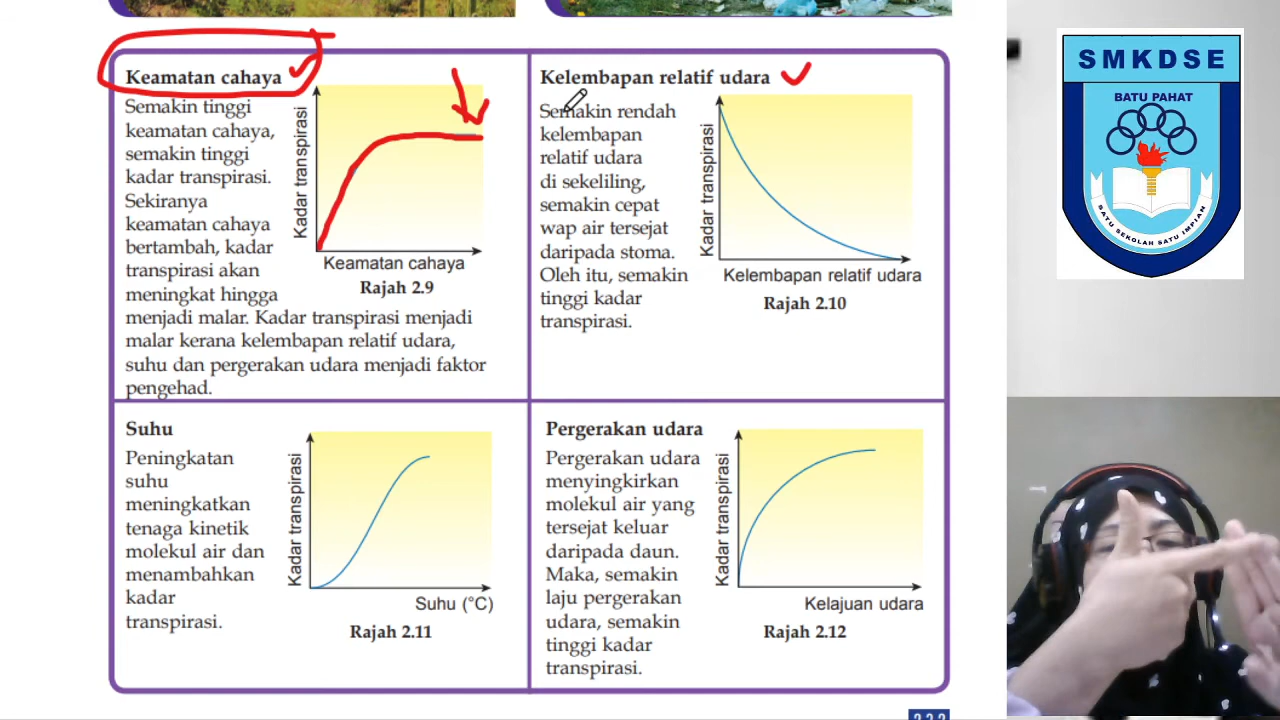 Keamatan cahaya
Semakin tinggi
keamatan cahaya,
semakin tinggi
kadar transpirasi.
Sekiranya
keamatan cahaya
bertambah, kadar
transpirasi akan
meningkat hingga
menjadi malar. Kadar transpirasi menjadi
malar kerana kelembapan relatif udara,
suhu dan pergerakan udara menjadi faktor
pengehad.
Kadar transpirasi
Keamatan cahaya
Rajah 2.9
Kelembapan relatif udara
Semakin rendah
kelembapan
relatif udara
di sekeliling,
semakin cepat
wap air tersejat
daripada stoma.
Oleh itu, semakin
tinggi kadar
transpirasi.
Kadar transpirasi
Kelembapan relatif udara
Rajah 2.10
Suhu
Peningkatan
suhu
meningkatkan
tenaga kinetik
molekul air dan
menambahkan
kadar
transpirasi.
Kadar transpirasi
Suhu (°C)
Rajah 2.11
Pergerakan udara
Pergerakan udara
menyingkirkan
molekul air yang
tersejat keluar
daripada daun.
Maka, semakin
laju pergerakan
udara, semakin
tinggi kadar
transpirasi.
Kadar transpirasi
Kelajuan udara
Rajah 2.12
SMKDSE
BATU PAHAT
SATU SEKOLAH SATU IMPIAN